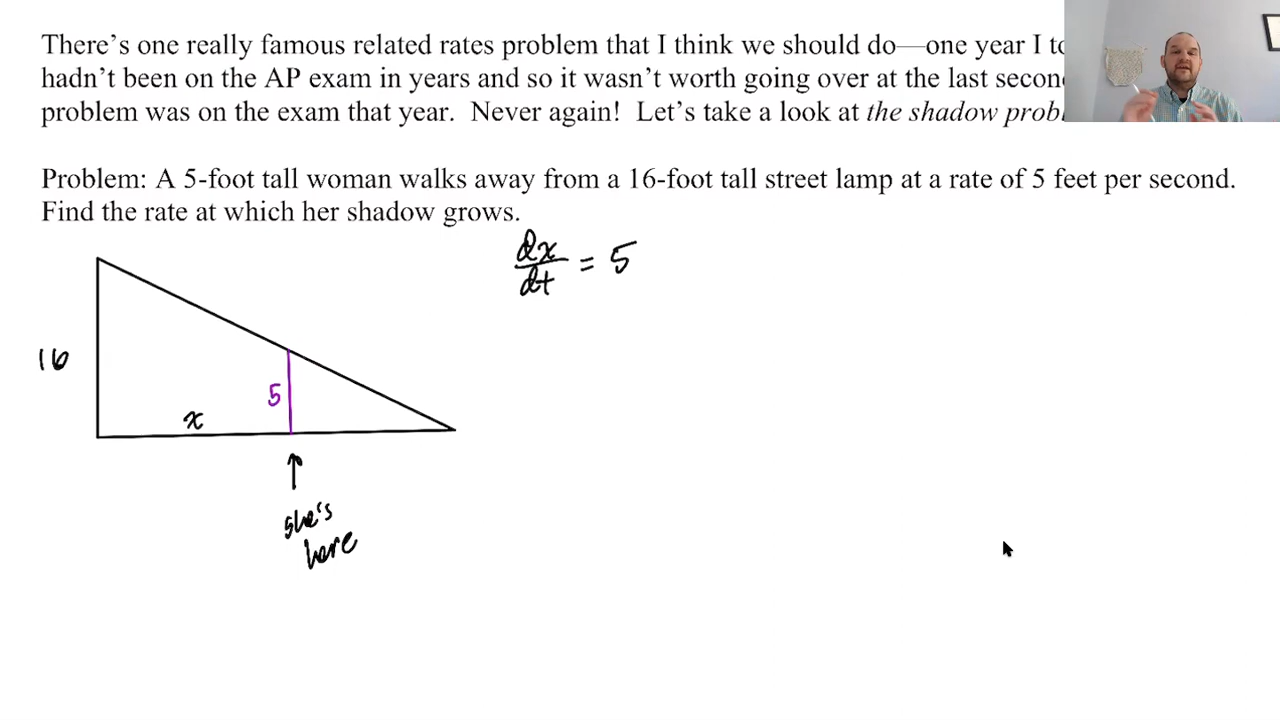 There's one really famous related rates problem that I think we should do—one year I
hadn't been on the AP exam in years and so it wasn't worth going over at the last
problem was on the exam that year. Never again! Let's take a look at the shadow
Problem: A 5-foot tall woman walks away from a 16-foot tall street lamp at a rate of 5 feet per second.
Find the rate at which her shadow grows.
dx/dt = 5
16
5
x
↑
she's
here